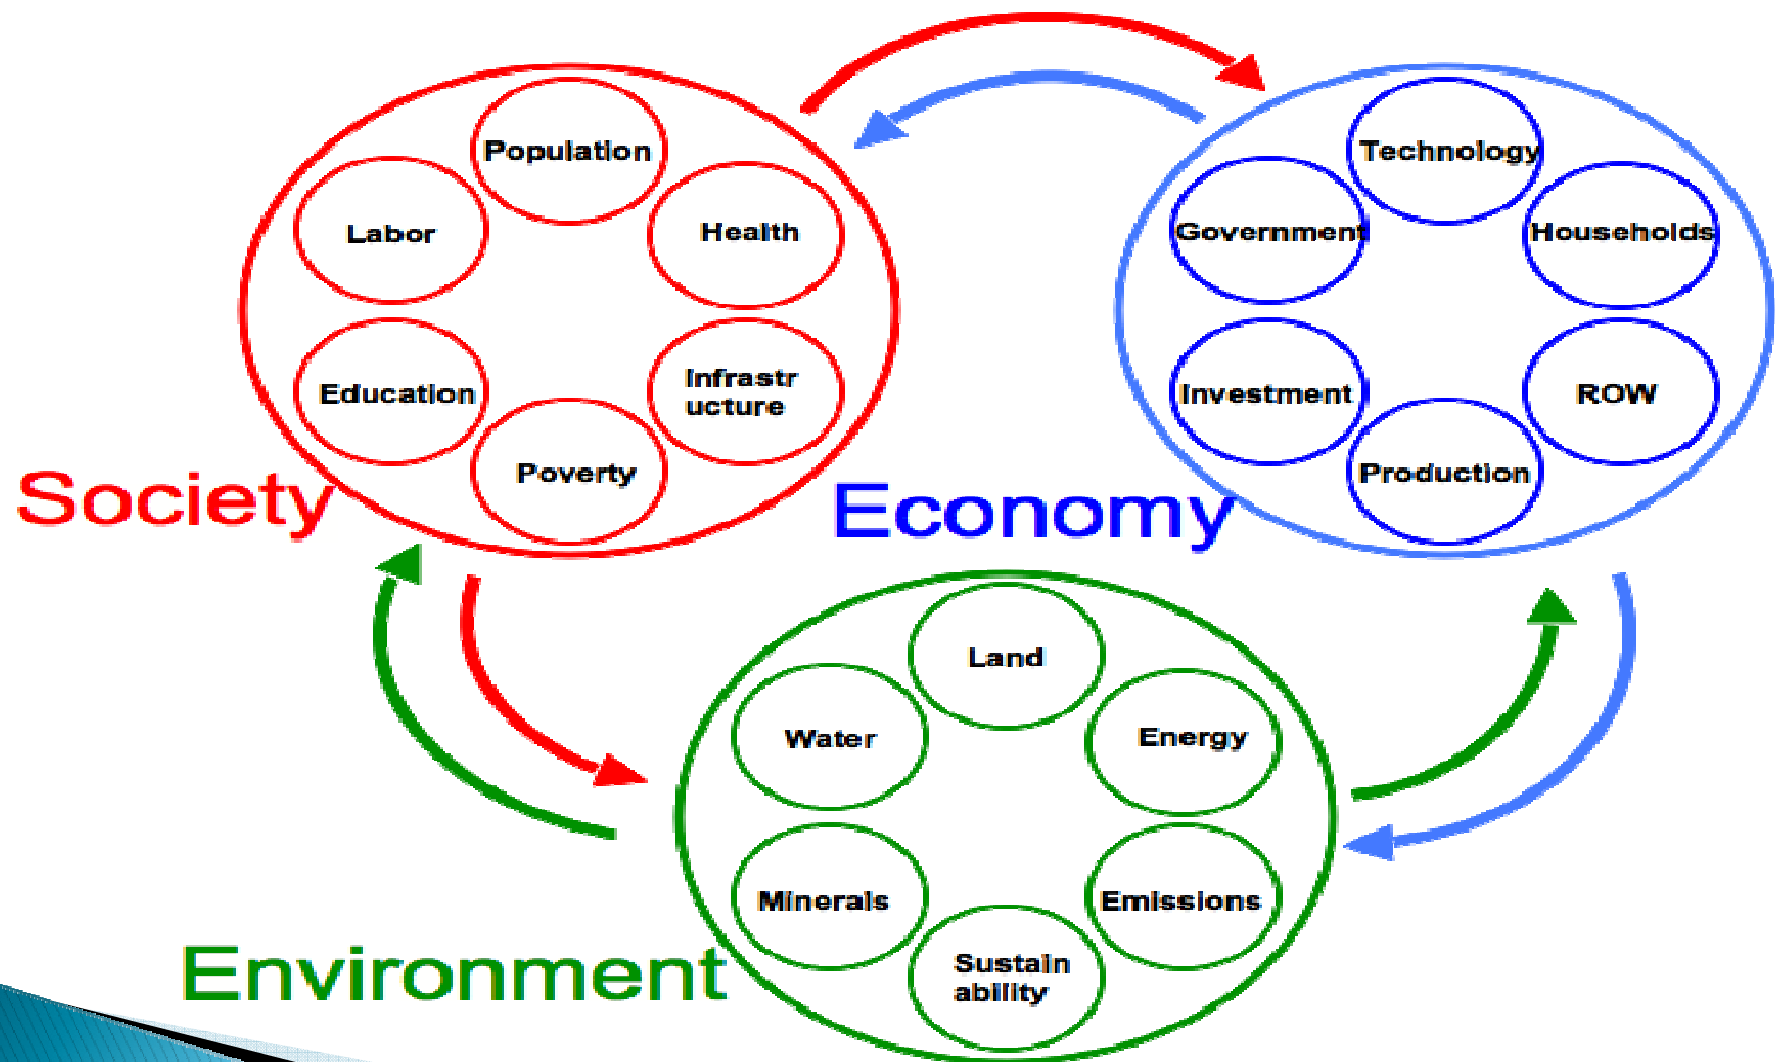 Population
Labor
Health
Education
Infrastr
ucture
Poverty
Society
Technology
Government
Households
Investment
ROW
Production
Economy
Land
Water
Energy
Minerals
Emissions
Sustain
ability
Environment